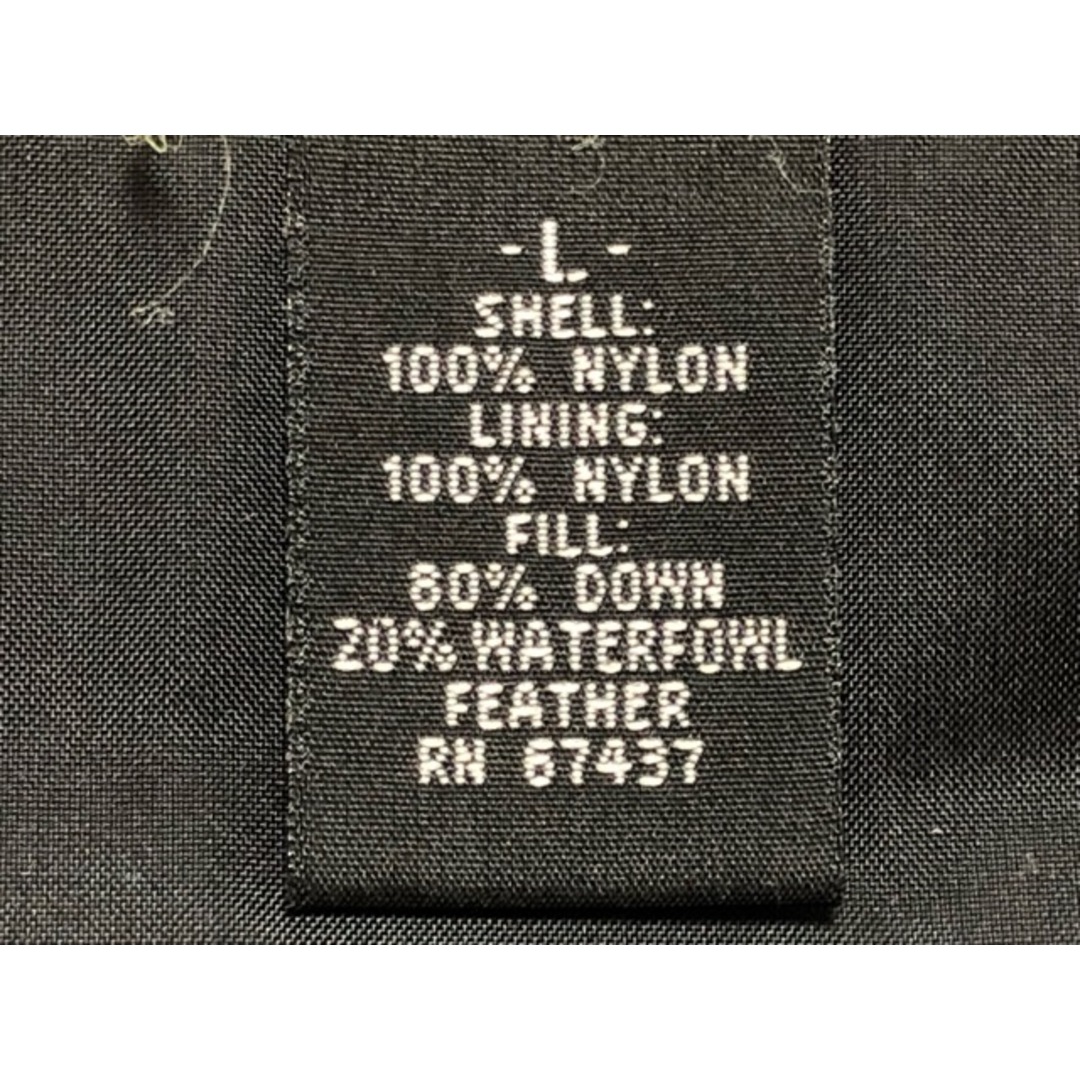 -L-
SHELL:
100% NYLON
LINING:
100% NYLON
FILL:
80% DOWN
20% WATERFOWL
FEATHER
RN 67437